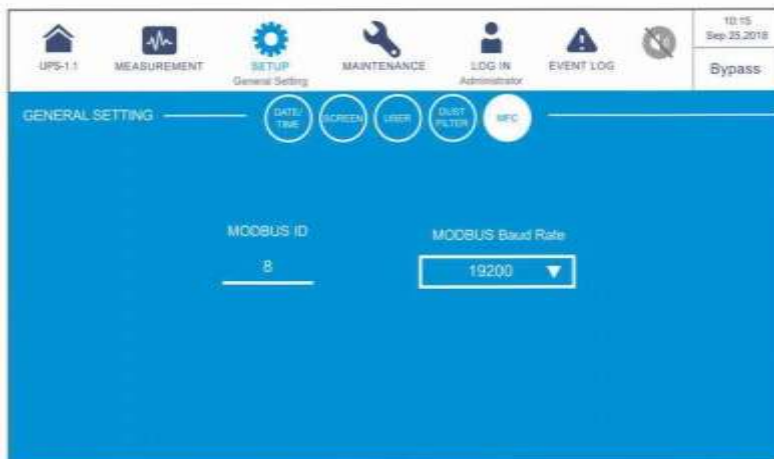 10:15
Sep 25,2018
UPS-1.1
MEASUREMENT
SETUP
General Setting
MAINTENANCE
LOG IN
Administrator
EVENT LOG
Bypass
GENERAL SETTING
DATE/
TIME
SCREEN
USER
DUST
FILTER
MFC
MODBUS ID
MODBUS Baud Rate
8
19200